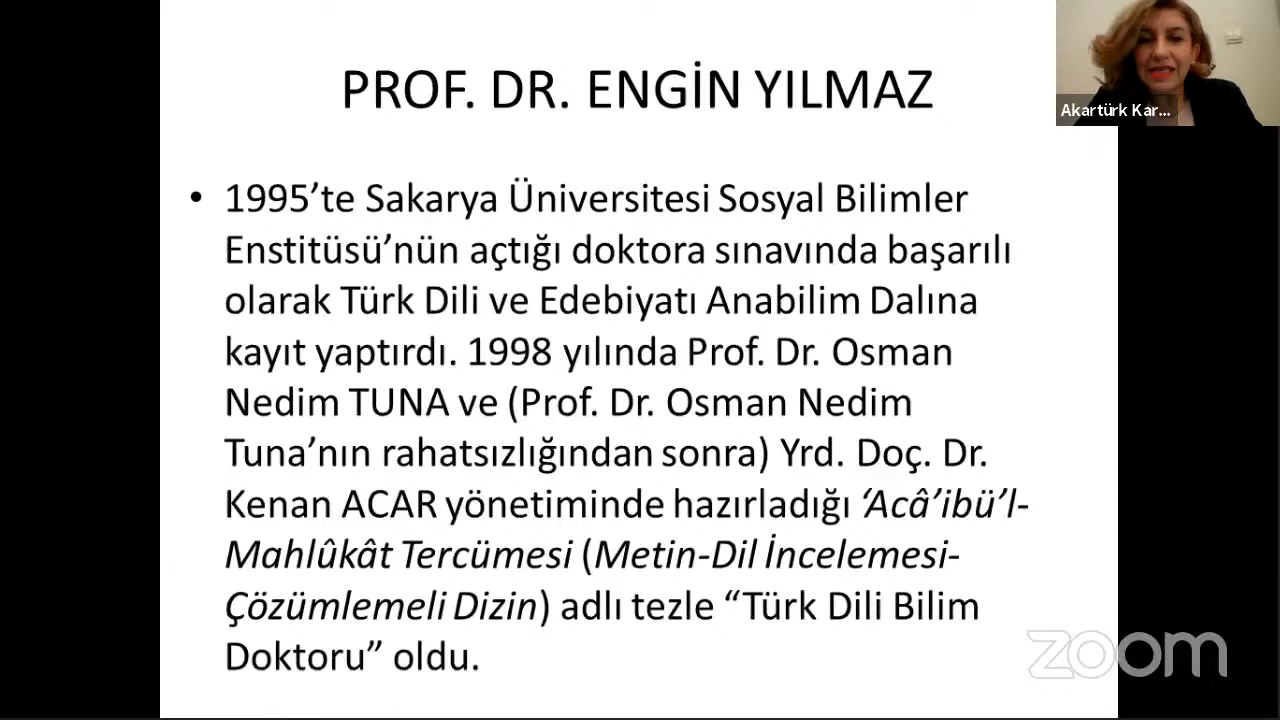 PROF. DR. ENGİN YILMAZ
Akartürk Kar...
• 1995’te Sakarya Üniversitesi Sosyal Bilimler
Enstitüsü’nün açtığı doktora sınavında başarılı
olarak Türk Dili ve Edebiyatı Anabilim Dalına
kayıt yaptırdı. 1998 yılında Prof. Dr. Osman
Nedim TUNA ve (Prof. Dr. Osman Nedim
Tuna’nın rahatsızlığından sonra) Yrd. Doç. Dr.
Kenan ACAR yönetiminde hazırladığı ‘Acâ’ibü’l-
Mahlûkât Tercümesi (Metin-Dil İncelemesi-
Çözümlemeli Dizin) adlı tezle “Türk Dili Bilim
Doktoru” oldu.
zoom